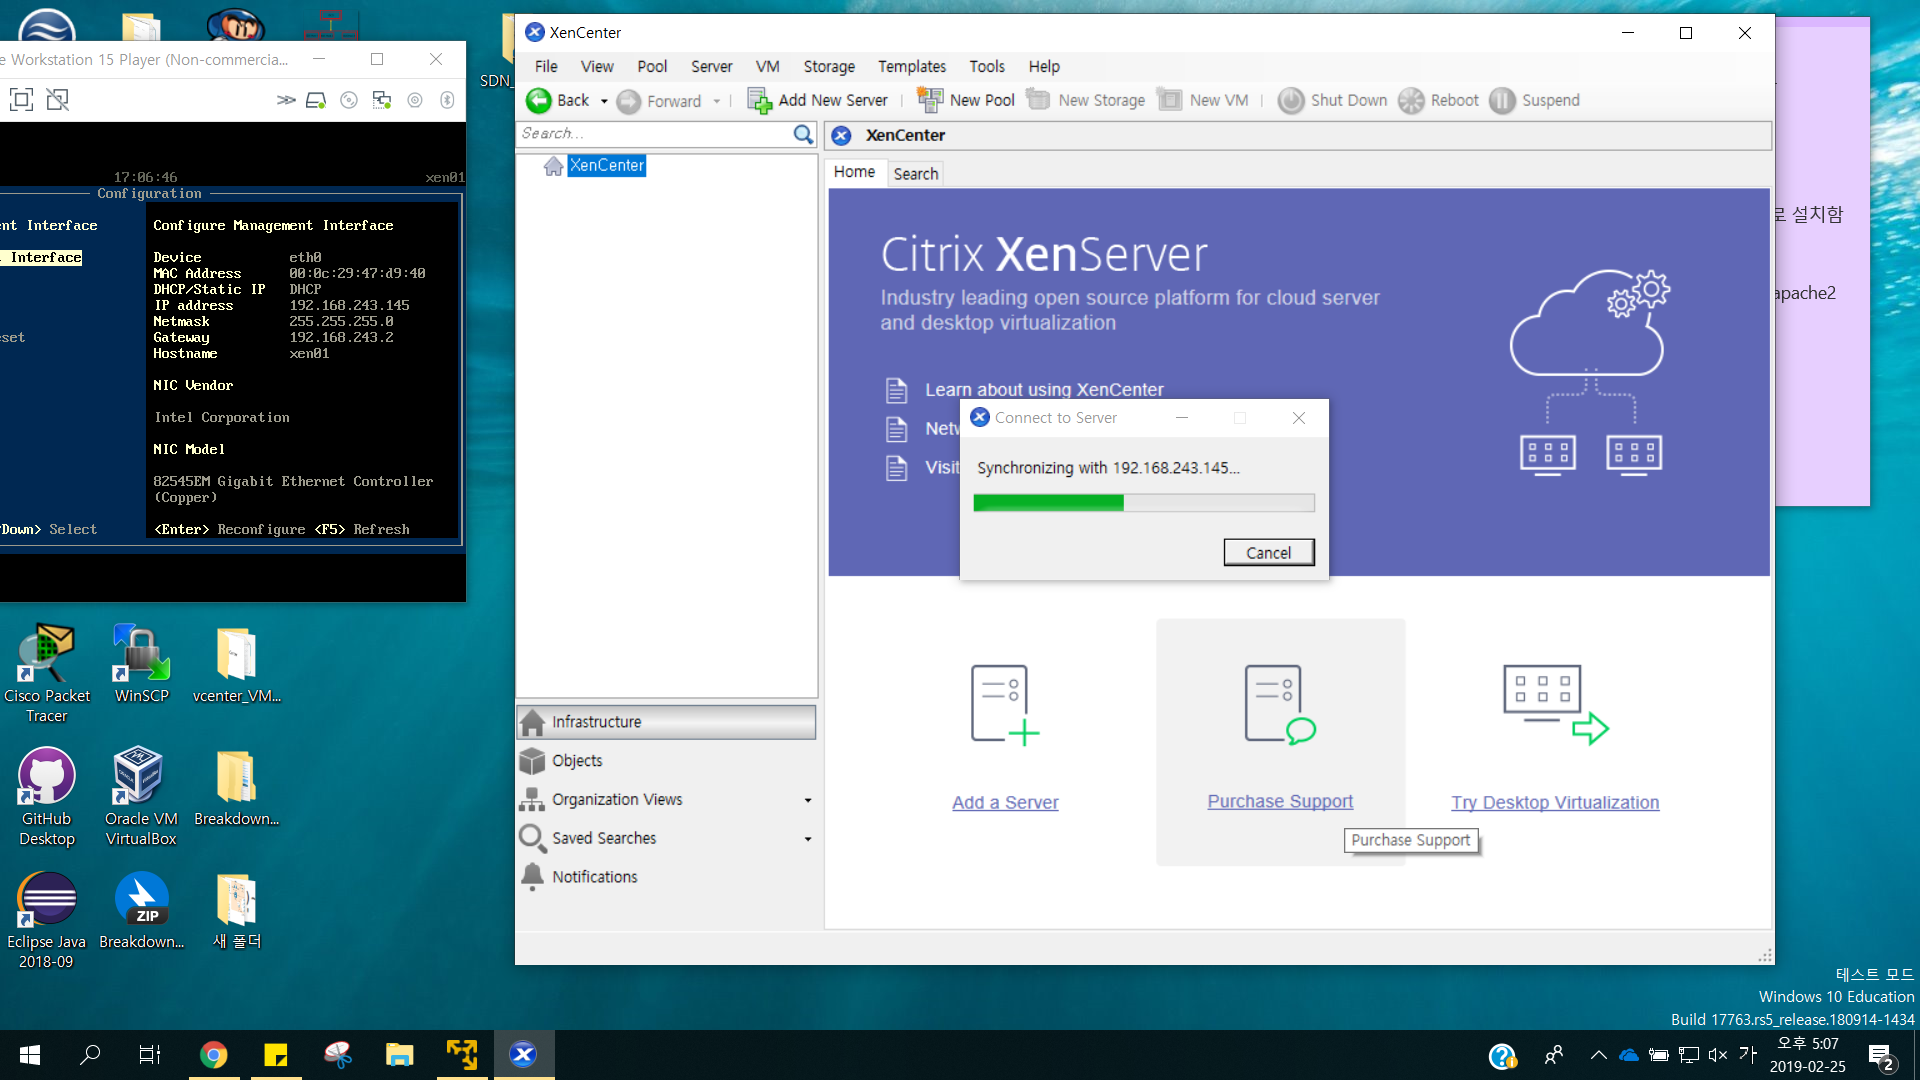 e Workstation 15 Player (Non-commercia...
17:06:46
xen01
Configuration
nt Interface
Interface
eset
Down> Select
Configure Management Interface
Device eth0
MAC Address 00:0c:29:47:d9:40
DHCP/Static IP DHCP
IP address 192.168.243.145
Netmask 255.255.255.0
Gateway 192.168.243.2
Hostname xen01
NIC Vendor
Intel Corporation
NIC Model
82545EM Gigabit Ethernet Controller
(Copper)
<Enter> Reconfigure <F5> Refresh
SDN_
XenCenter
File View Pool Server VM Storage Templates Tools Help
Back Forward Add New Server New Pool New Storage New VM Shut Down Reboot Suspend
Search...
XenCenter
XenCenter
Home Search
Citrix XenServer
Industry leading open source platform for cloud server
and desktop virtualization
Learn about using XenCenter
Netw
Visit
Connect to Server
Synchronizing with 192.168.243.145...
Cancel
Infrastructure
Objects
Organization Views
Saved Searches
Notifications
Add a Server
Purchase Support
Try Desktop Virtualization
Purchase Support
로 설치함
apache2
Cisco Packet
Tracer
WinSCP
vcenter_VM...
GitHub
Desktop
Oracle VM
VirtualBox
Breakdown...
Eclipse Java
2018-09
ZIP
Breakdown...
새 폴더
테스트 모드
Windows 10 Education
Build 17763.rs5_release.180914-1434
가
오후 5:07
2019-02-25
2